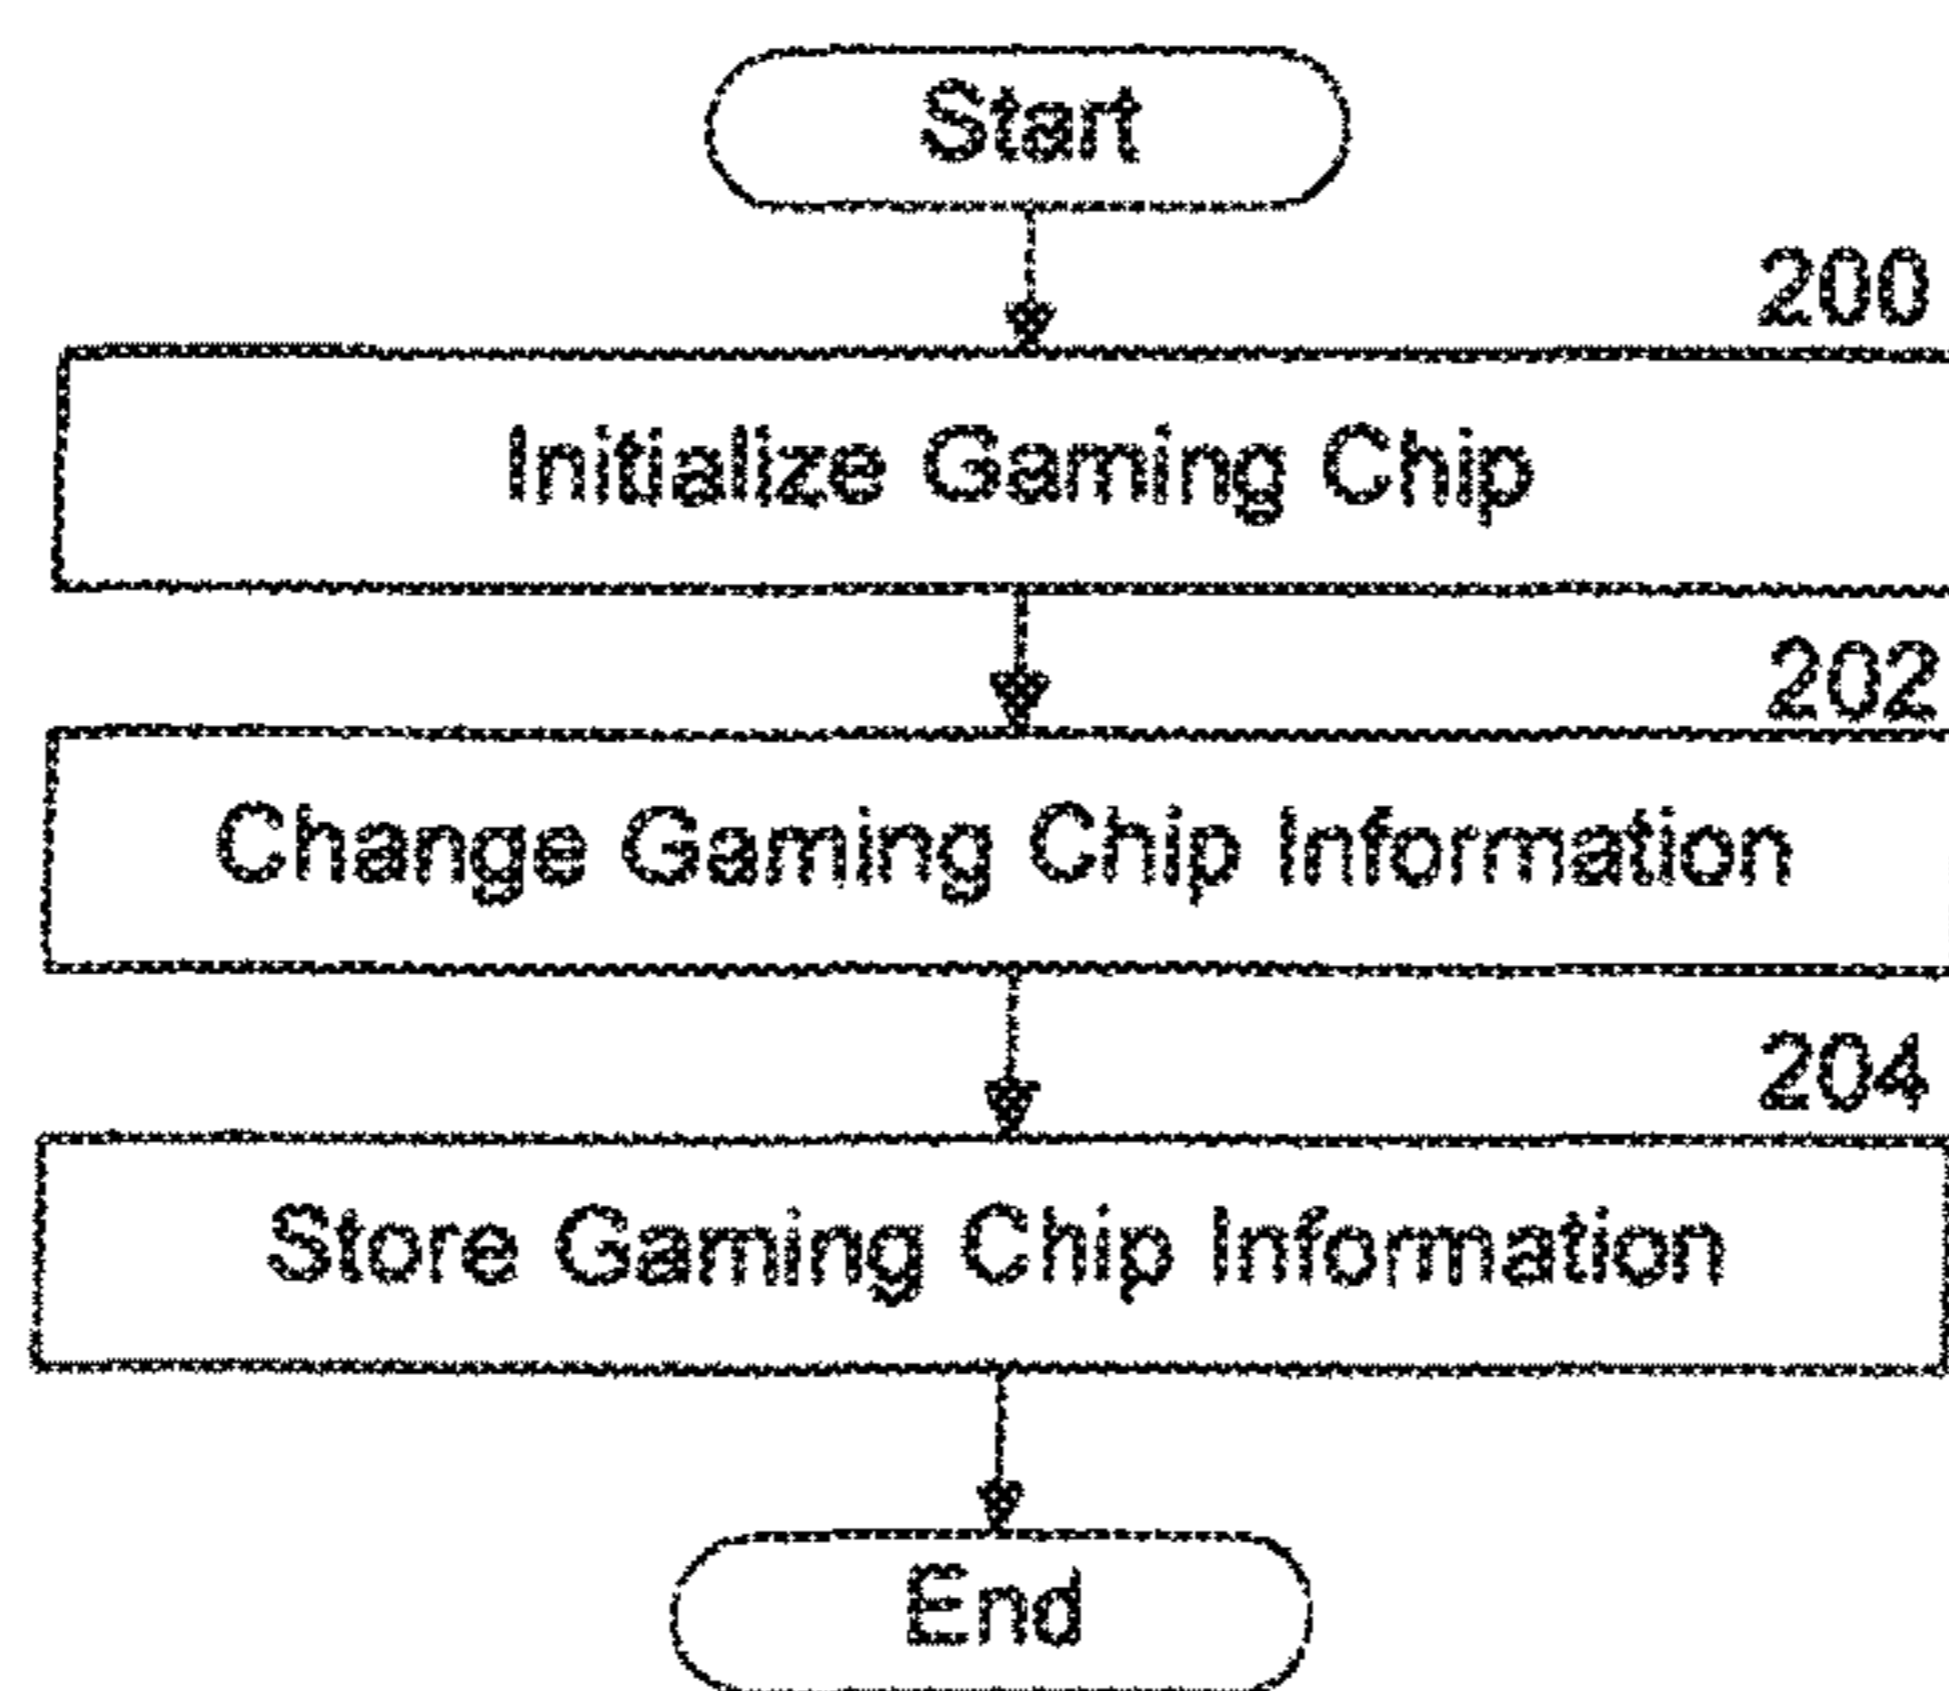 Start
200
Initialize Gaming Chip
202
Change Gaming Chip Information
204
Store Gaming Chip Information
End